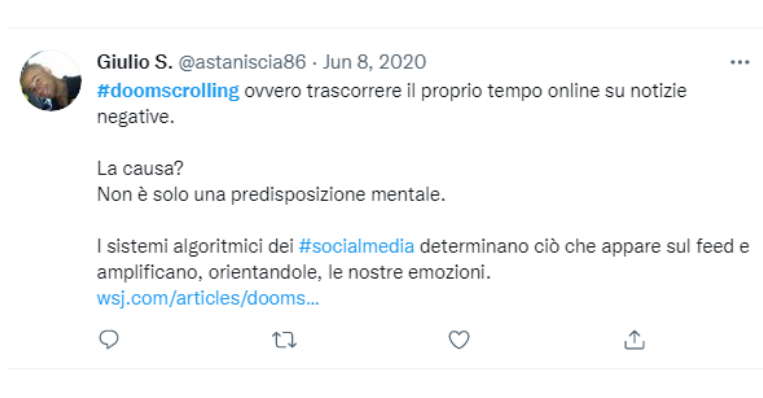 Giulio S. @astaniscia86 · Jun 8, 2020
#doomscrolling ovvero trascorrere il proprio tempo online su notizie
negative.
La causa?
Non è solo una predisposizione mentale.
I sistemi algoritmici dei #socialmedia determinano ciò che appare sul feed e
amplificano, orientandole, le nostre emozioni.
wsj.com/articles/dooms...